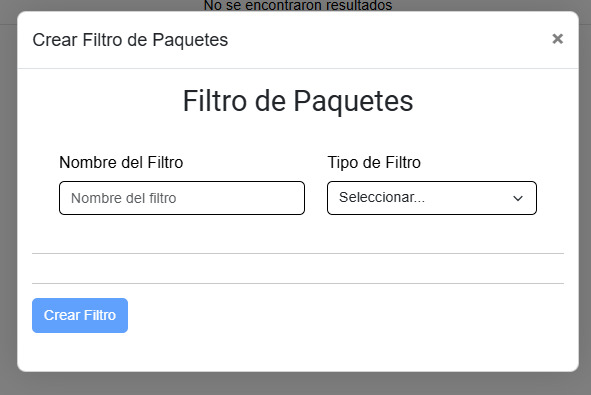 No se encontraron resultados
Crear Filtro de Paquetes ×
Filtro de Paquetes
Nombre del Filtro Tipo de Filtro
Nombre del filtro Seleccionar...
Crear Filtro